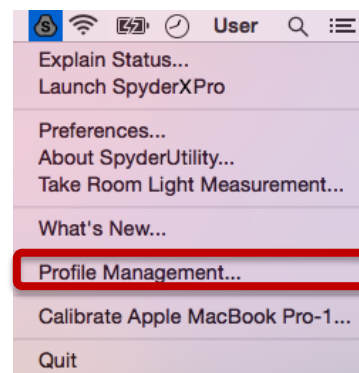 S User
Explain Status...
Launch SpyderXPro
Preferences...
About SpyderUtility...
Take Room Light Measurement...
What's New...
Profile Management...
Calibrate Apple MacBook Pro-1...
Quit